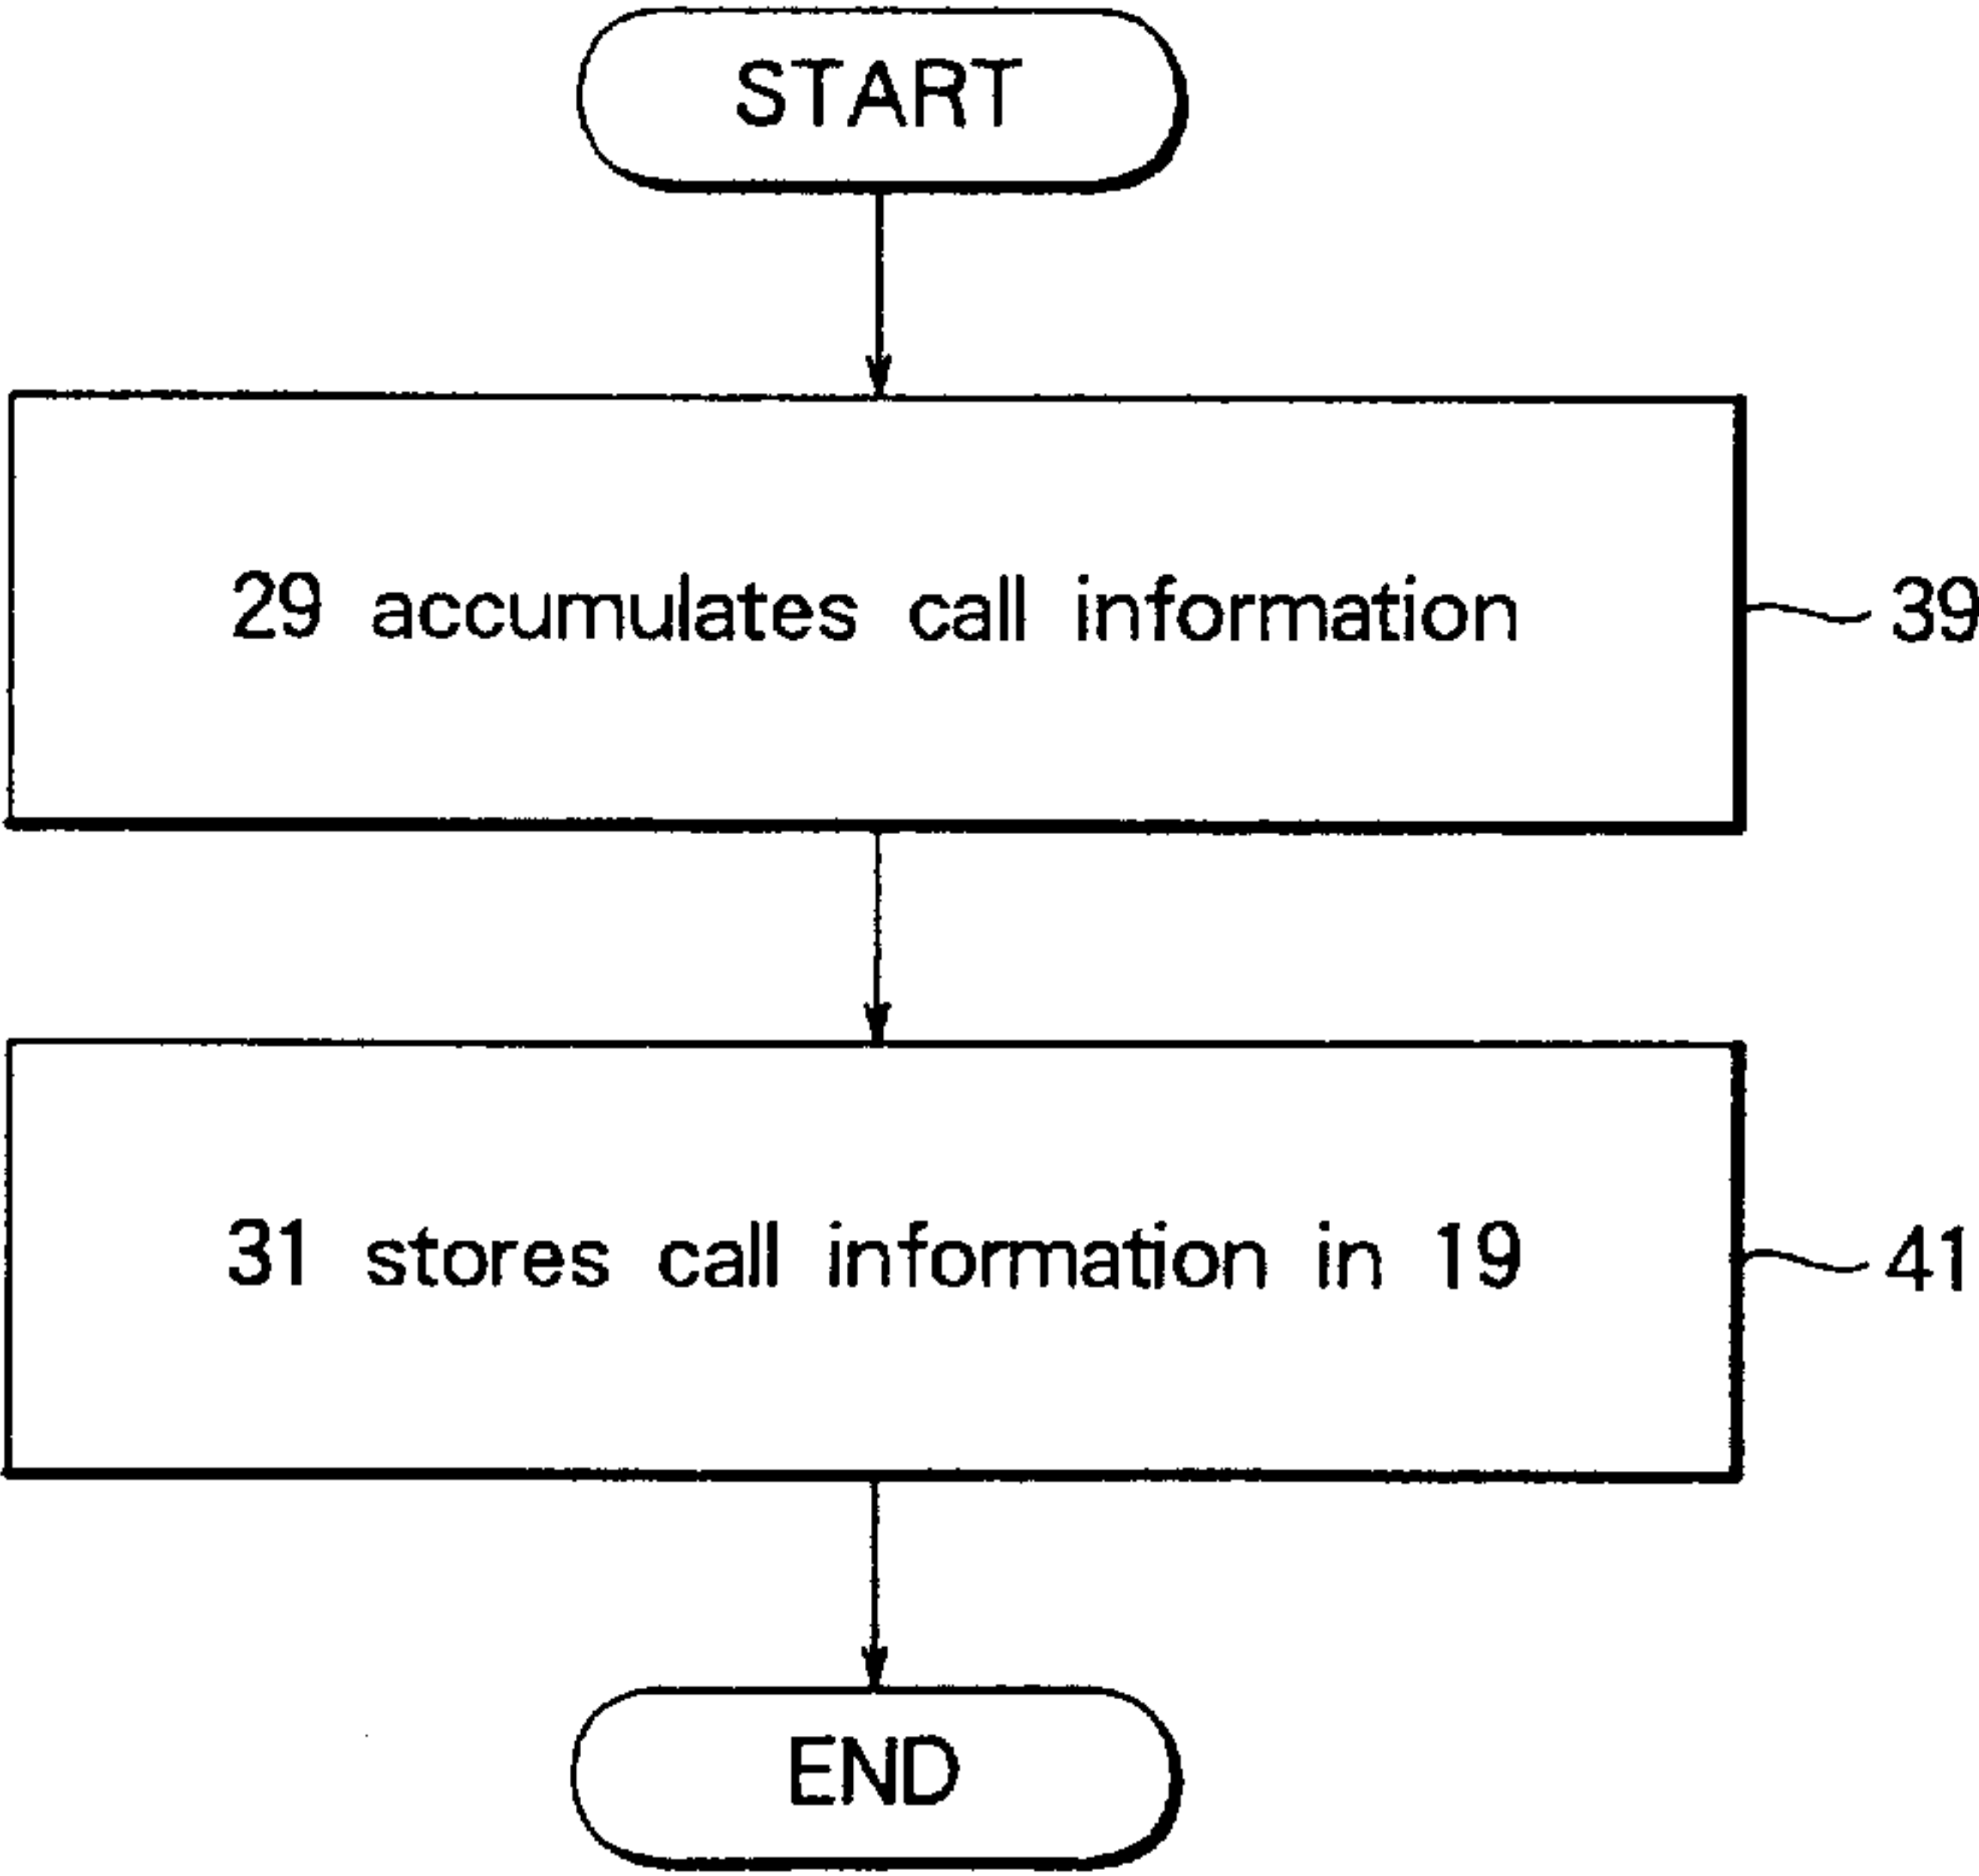 START
29 accumulates call information
39
31 stores call information in 19
41
END